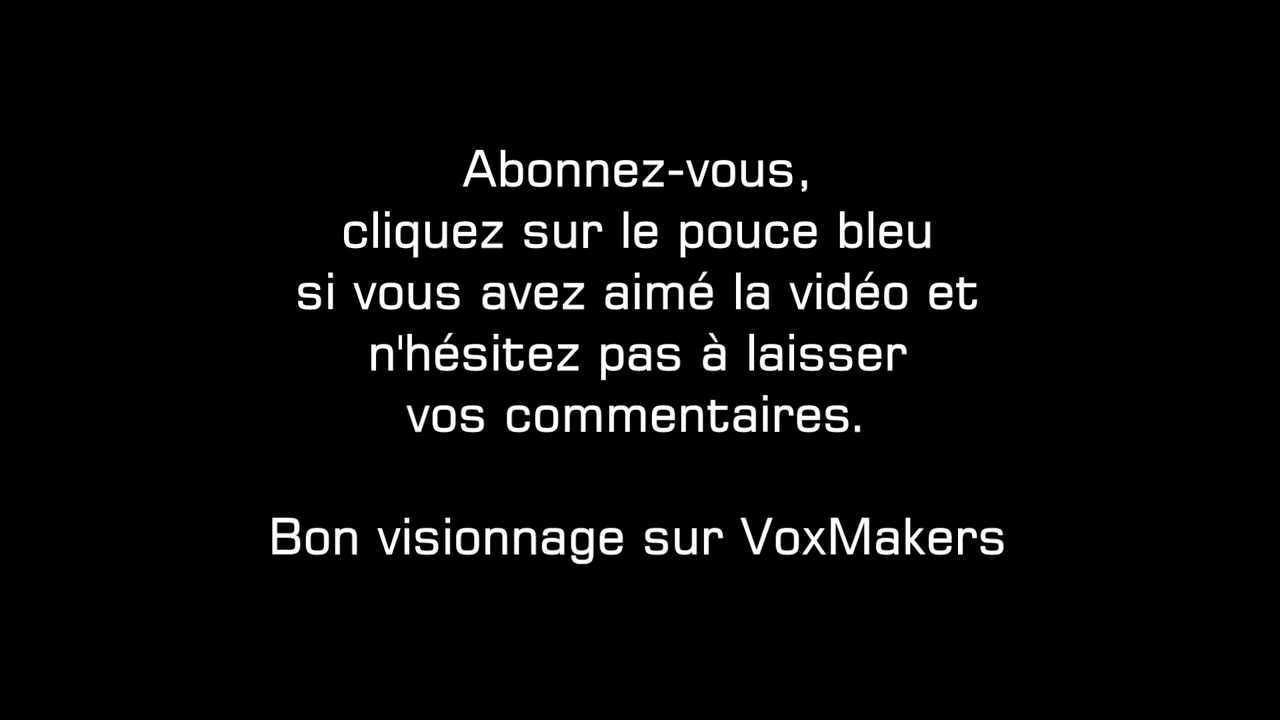 Abonnez-vous,
cliquez sur le pouce bleu
si vous avez aimé la vidéo et
n'hésitez pas à laisser
vos commentaires.
Bon visionnage sur VoxMakers